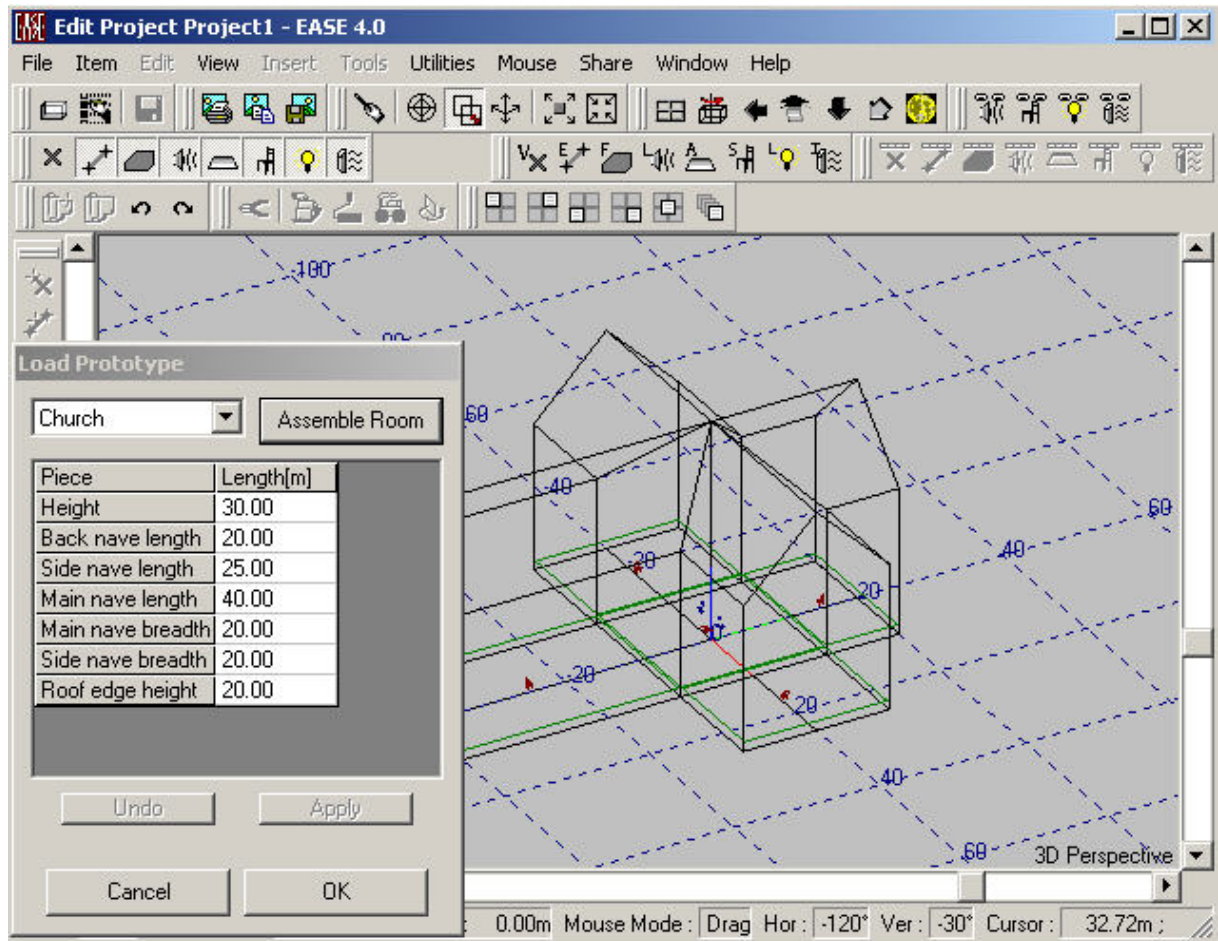 Edit Project Project1 - EASE 4.0
File Item Edit View Insert Tools Utilities Mouse Share Window Help
-100
Load Prototype
Church
Assemble Room
Piece Length[m]
Height 30.00
Back nave length 20.00
Side nave length 25.00
Main nave length 40.00
Main nave breadth 20.00
Side nave breadth 20.00
Roof edge height 20.00
Undo Apply
Cancel OK
-40
60
-20
40
20
-20
20
40
60
3D Perspective
0.00m Mouse Mode : Drag Hor : -120° Ver : -30° Cursor : 32.72m ;